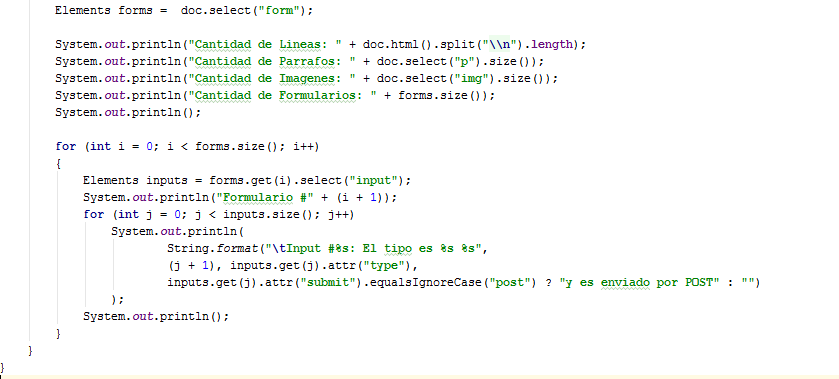 Elements forms =  doc.select("form");
System.out.println("Cantidad de Lineas: " + doc.html().split("\\n").length);
System.out.println("Cantidad de Parrafos: " + doc.select("p").size());
System.out.println("Cantidad de Imagenes: " + doc.select("img").size());
System.out.println("Cantidad de Formularios: " + forms.size());
System.out.println();
for (int i = 0; i < forms.size(); i++)
{
Elements inputs = forms.get(i).select("input");
System.out.println("Formulario #" + (i + 1));
for (int j = 0; j < inputs.size(); j++)
System.out.println(
String.format("\tInput #%s: El tipo es %s %s",
(j + 1), inputs.get(j).attr("type"),
inputs.get(j).attr("submit").equalsIgnoreCase("post") ? "y es enviado por POST" : "")
);
System.out.println();
}
}
}